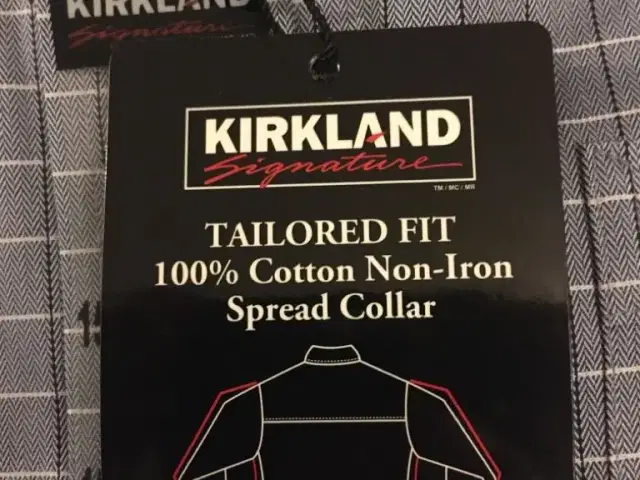 KIRKLAND
Signature
KIRKLAND
Signature
TM / MC / MR
TAILORED FIT
100% Cotton Non-Iron
Spread Collar